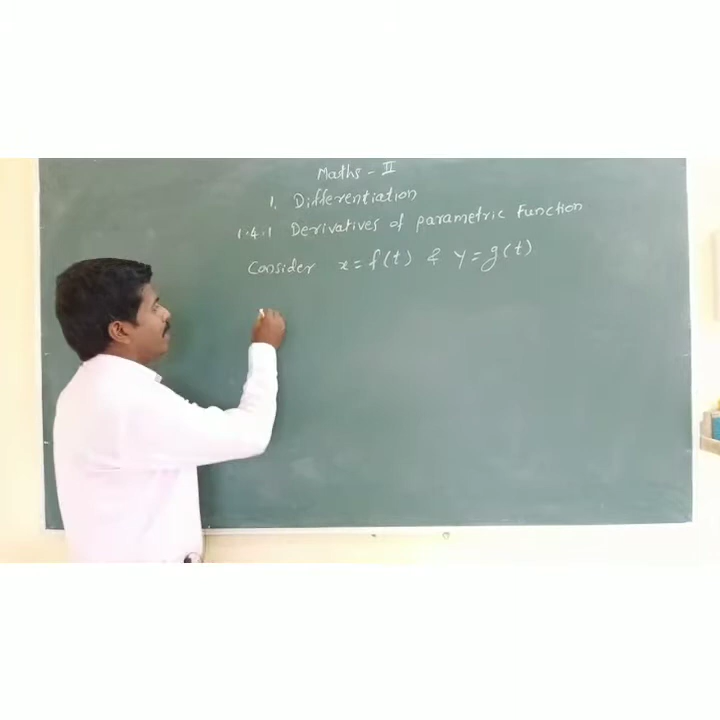 Maths - II
1. Differentiation
1.4.1 Derivatives of parametric Function
Consider x = f(t) & y = g(t)